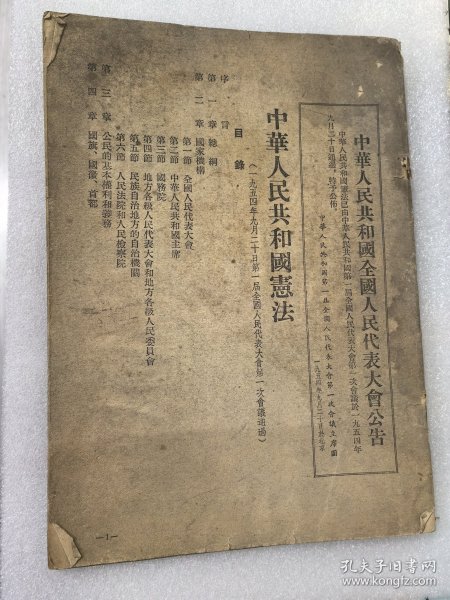 中華人民共和國全國人民代表大會公告
中華人民共和國憲法已由中華人民共和國第一屆全國人民代表大會第一次會議於一九五四年
九月二十日通過，特予公佈。
中華人民共和國第一屆全國人民代表大會第一次會議主席團
一九五四年九月二十日於北京
中華人民共和國憲法
（一九五四年九月二十日第一屆全國人民代表大會第一次會議通過）
目錄
序言
第一章 總綱
第二章 國家機構
第一節 全國人民代表大會
第二節 中華人民共和國主席
第三節 國務院
第四節 地方各級人民代表大會和地方各級人民委員會
第五節 民族自治地方的自治機關
第六節 人民法院和人民檢察院
第三章 公民的基本權利和義務
第四章 國旗、國徽、首都
—1—
孔夫子旧书网
www.kongfz.com